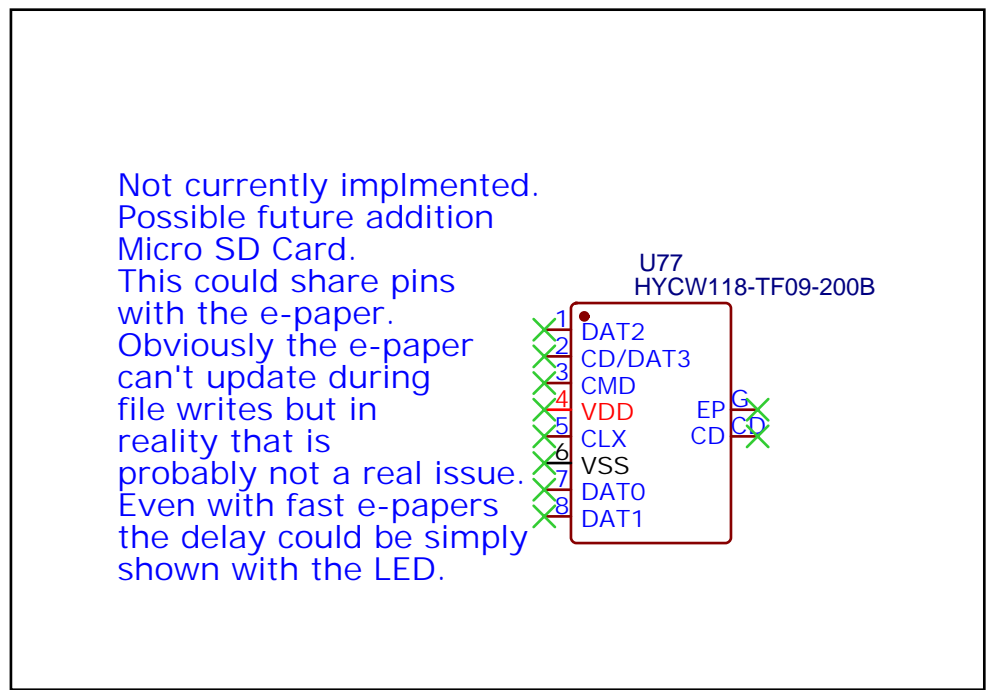 Not currently implmented.
Possible future addition
Micro SD Card.
This could share pins
with the e-paper.
Obviously the e-paper
can't update during
file writes but in
reality that is
probably not a real issue.
Even with fast e-papers
the delay could be simply
shown with the LED.
U77
HYCW118-TF09-200B
1 DAT2
2 CD/DAT3
3 CMD
4 VDD
5 CLX
6 VSS
7 DAT0
8 DAT1
EP G
CD CD